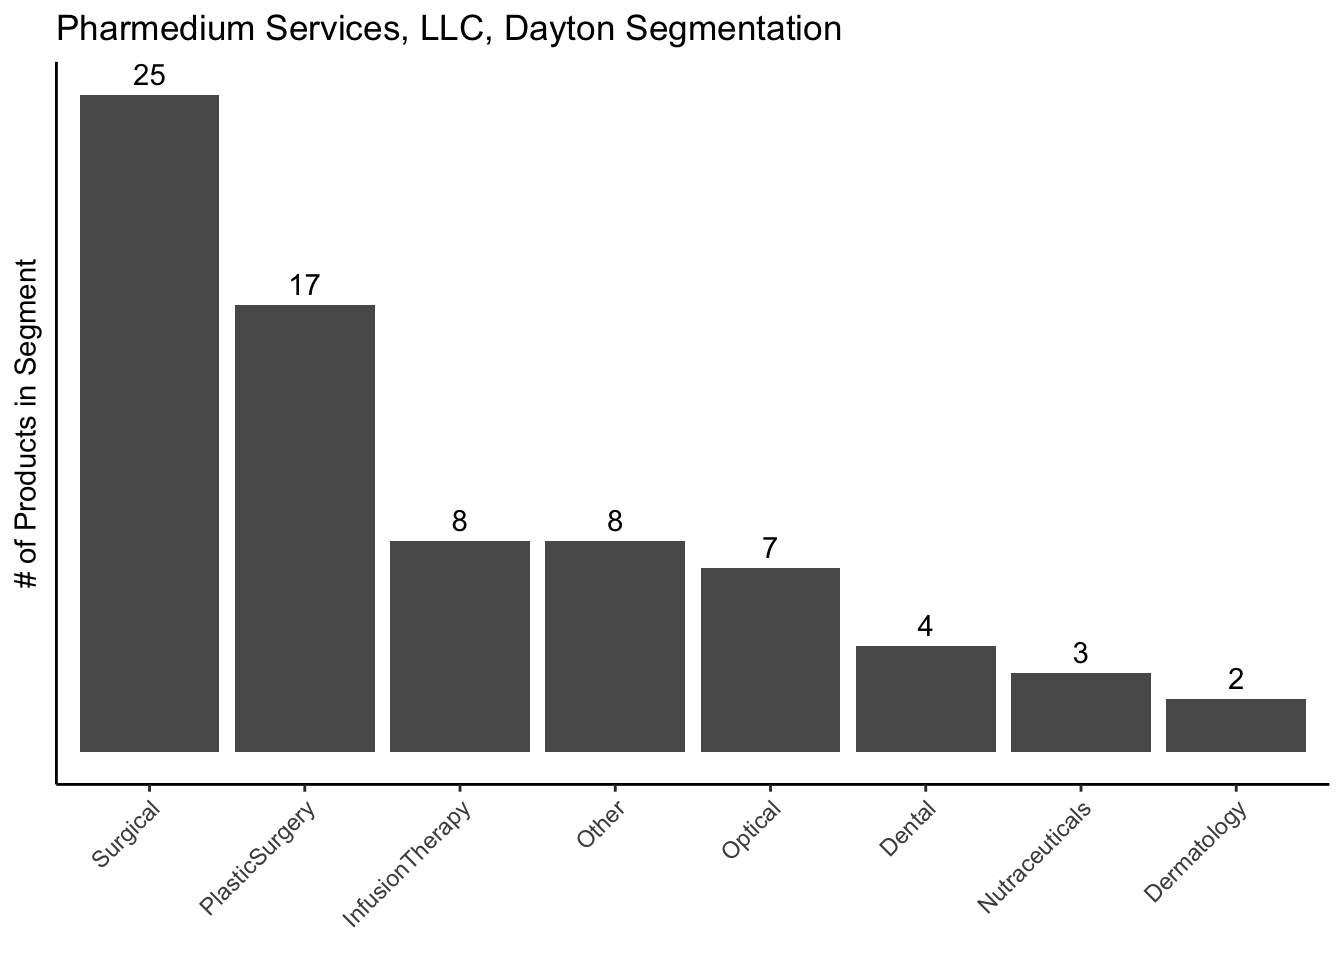 Pharmedium Services, LLC, Dayton Segmentation
# of Products in Segment
25
17
8
8
7
4
3
2
Surgical
PlasticSurgery
InfusionTherapy
Other
Optical
Dental
Nutraceuticals
Dermatology